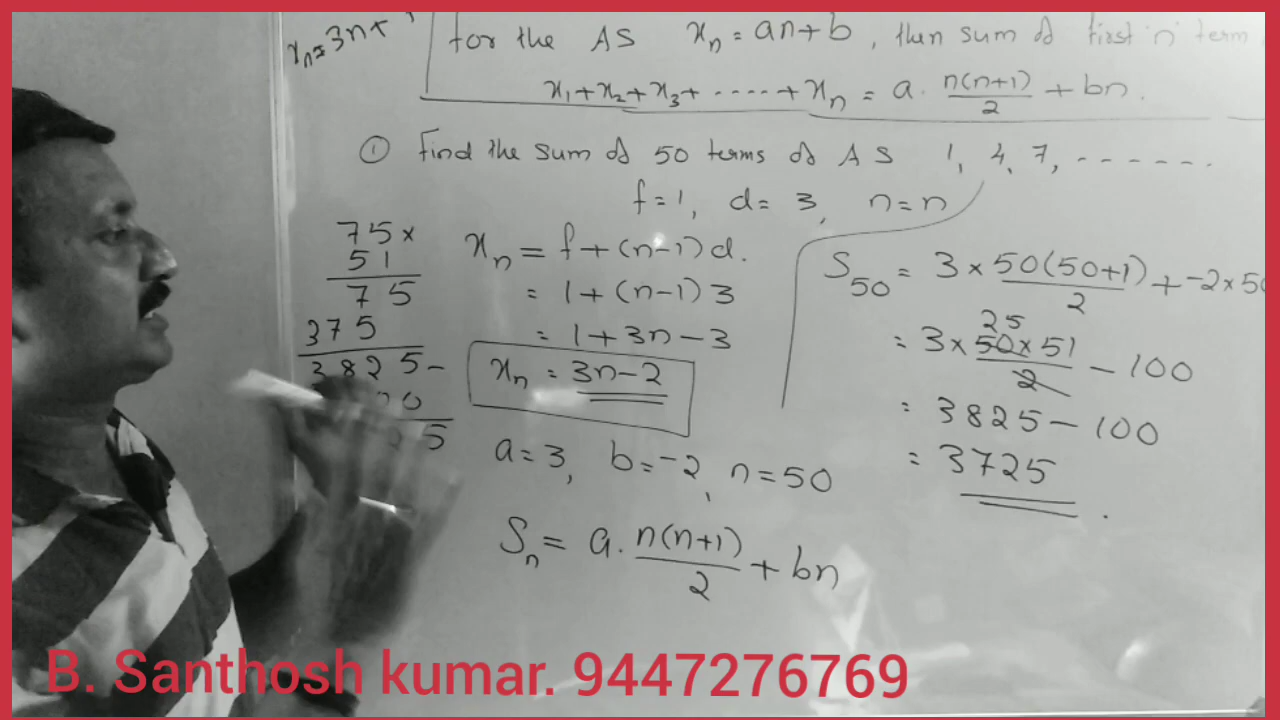 xₙ = 3n+
for the AS xₙ = an+b, then sum of first 'n' term
x₁+x₂+x₃+ ..... +xₙ = a. n(n+1)/2 + bn.
① Find the sum of 50 terms of AS 1, 4, 7, -------
f=1, d= 3, n=n
75×
51
75
375
3825-
5
xₙ = f+(n-1)d.
= 1+(n-1)3
= 1+3n-3
xₙ = 3n-2
a=3, b=-2, n=50
Sₙ = a. n(n+1)/2 + bn
S₅₀ = 3×50(50+1)/2 + -2×50
25
= 3×50×51/2 - 100
= 3825-100
= 3725
B. Santhosh kumar. 9447276769